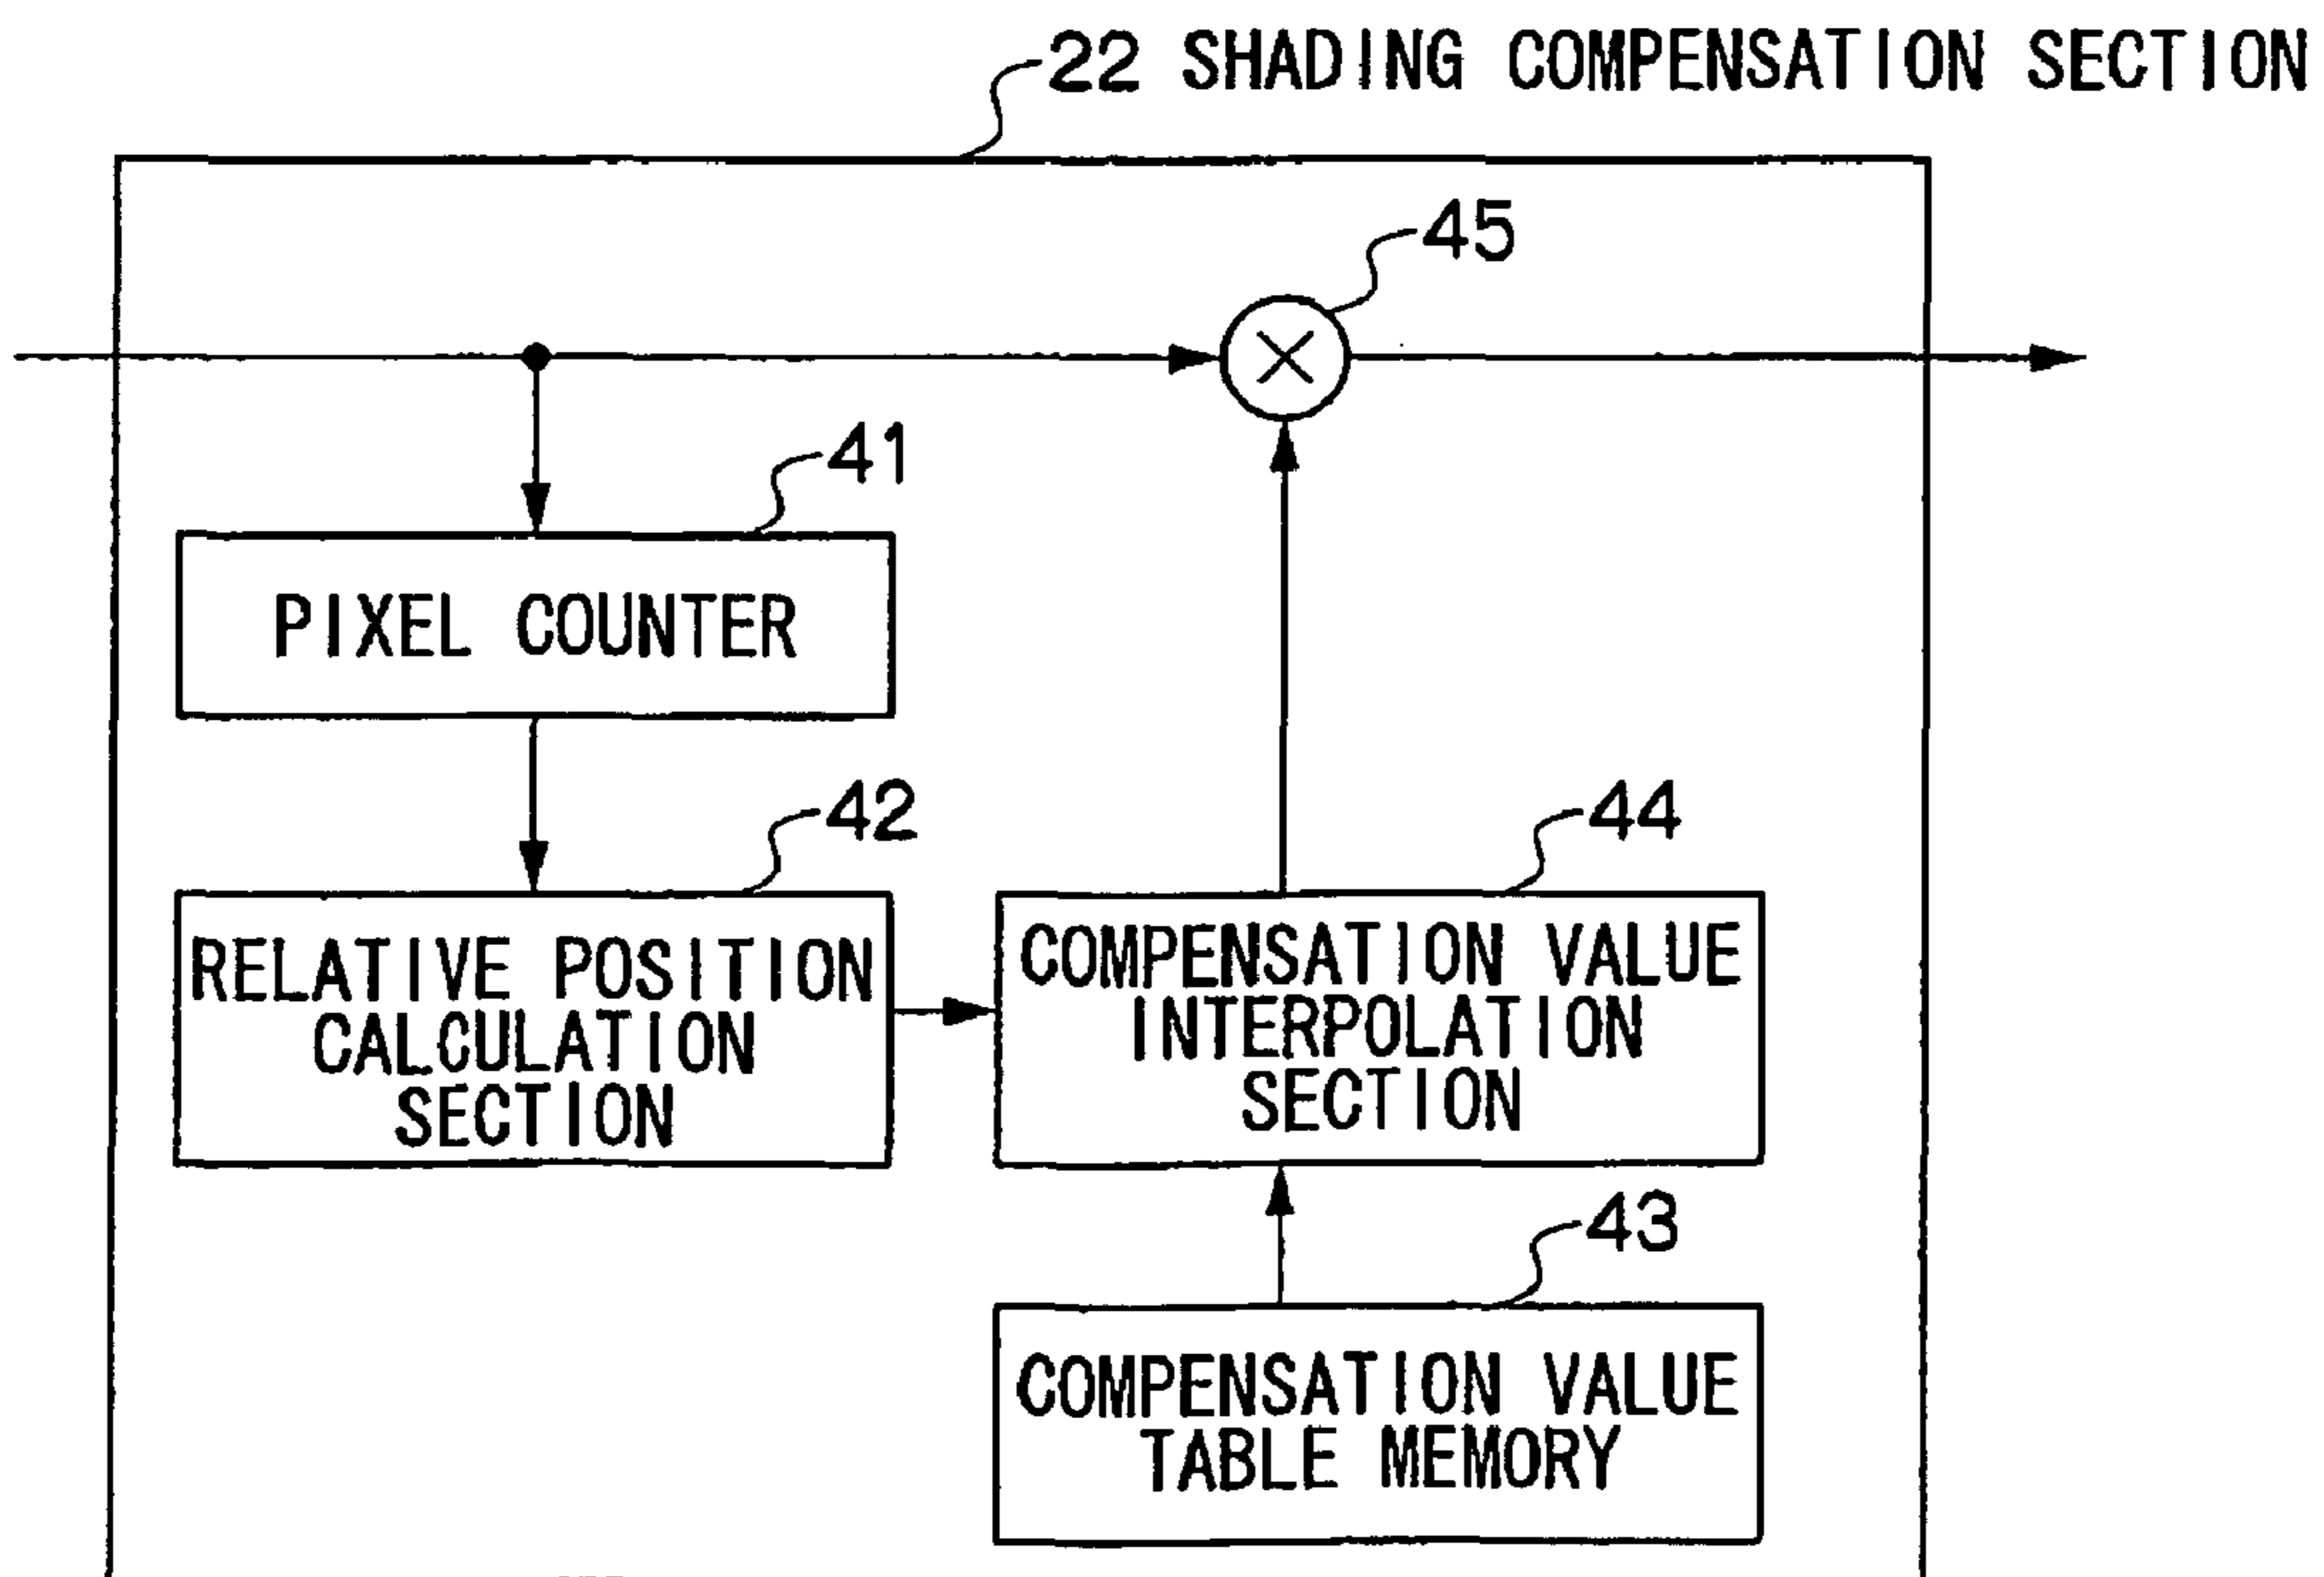 22 SHADING COMPENSATION SECTION
45
41
PIXEL COUNTER
42
44
RELATIVE POSITION
CALCULATION
SECTION
COMPENSATION VALUE
INTERPOLATION
SECTION
43
COMPENSATION VALUE
TABLE MEMORY